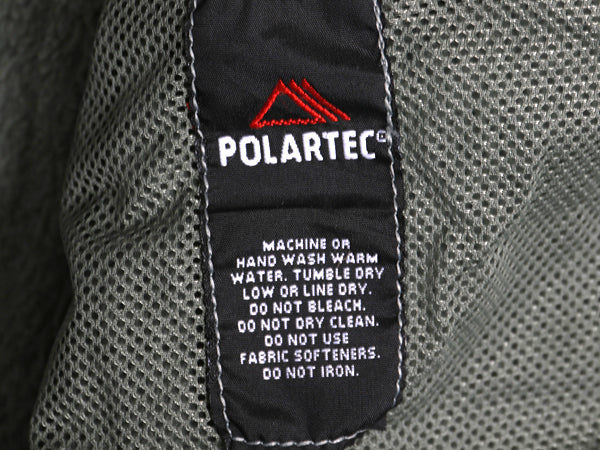 POLARTEC®
MACHINE OR
HAND WASH WARM
WATER. TUMBLE DRY
LOW OR LINE DRY.
DO NOT BLEACH.
DO NOT DRY CLEAN.
DO NOT USE
FABRIC SOFTENERS.
DO NOT IRON.